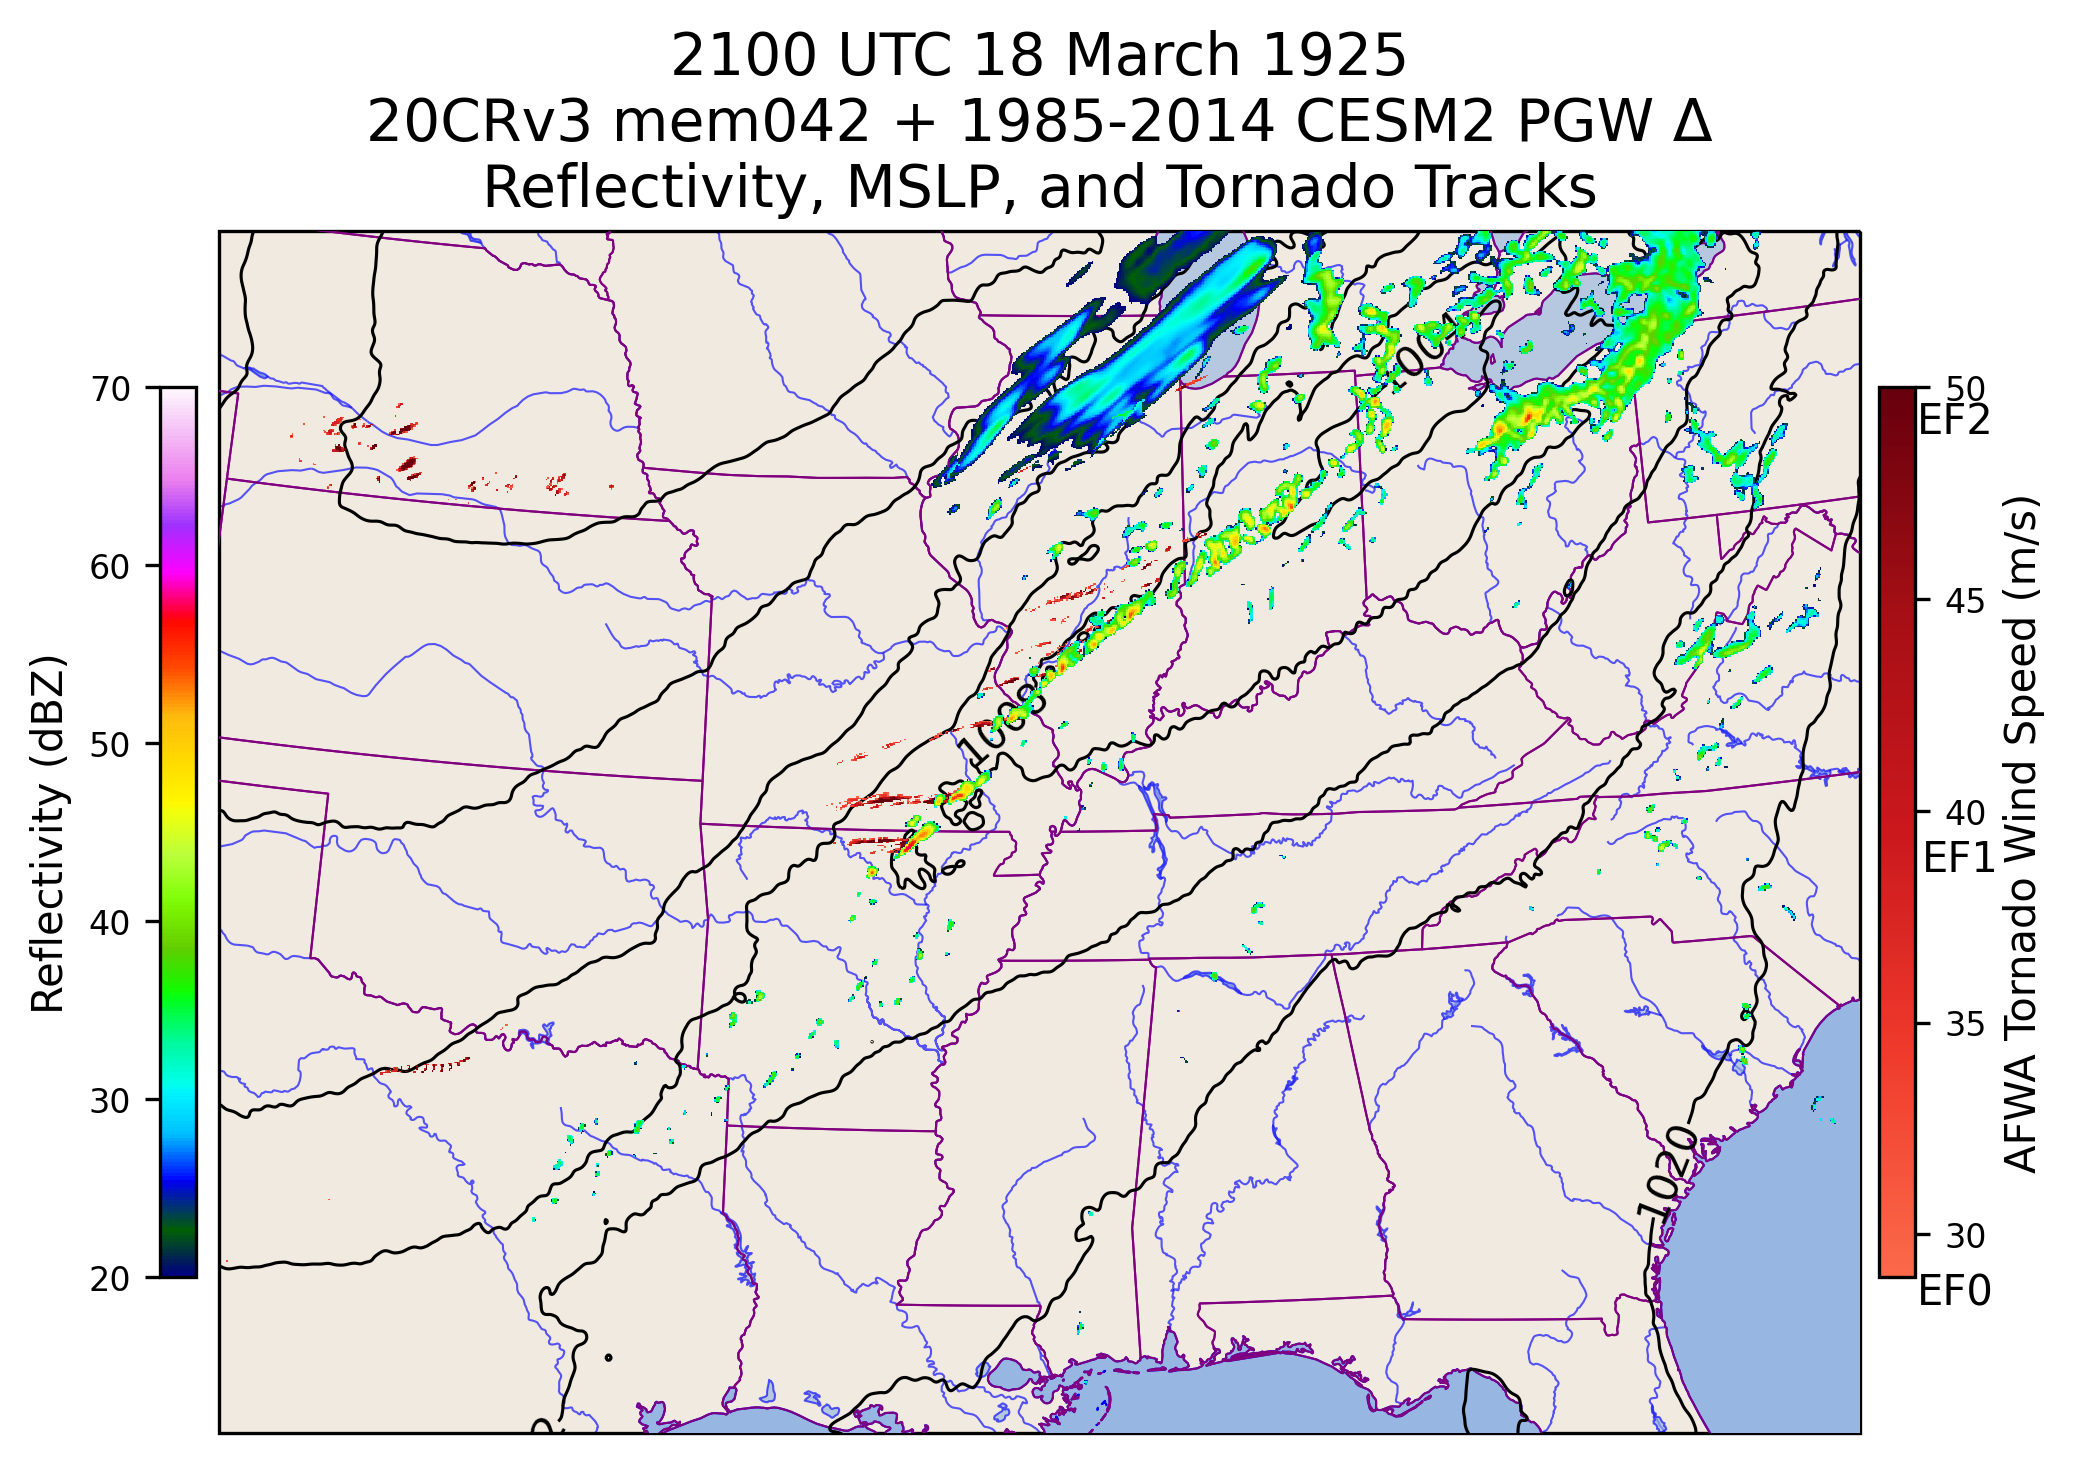 2100 UTC 18 March 1925
20CRv3 mem042 + 1985-2014 CESM2 PGW Δ
Reflectivity, MSLP, and Tornado Tracks
Reflectivity (dBZ)
70
60
50
40
30
20
1004
1008
1020
50
EF2
45
40
EF1
35
30
EF0
AFWA Tornado Wind Speed (m/s)